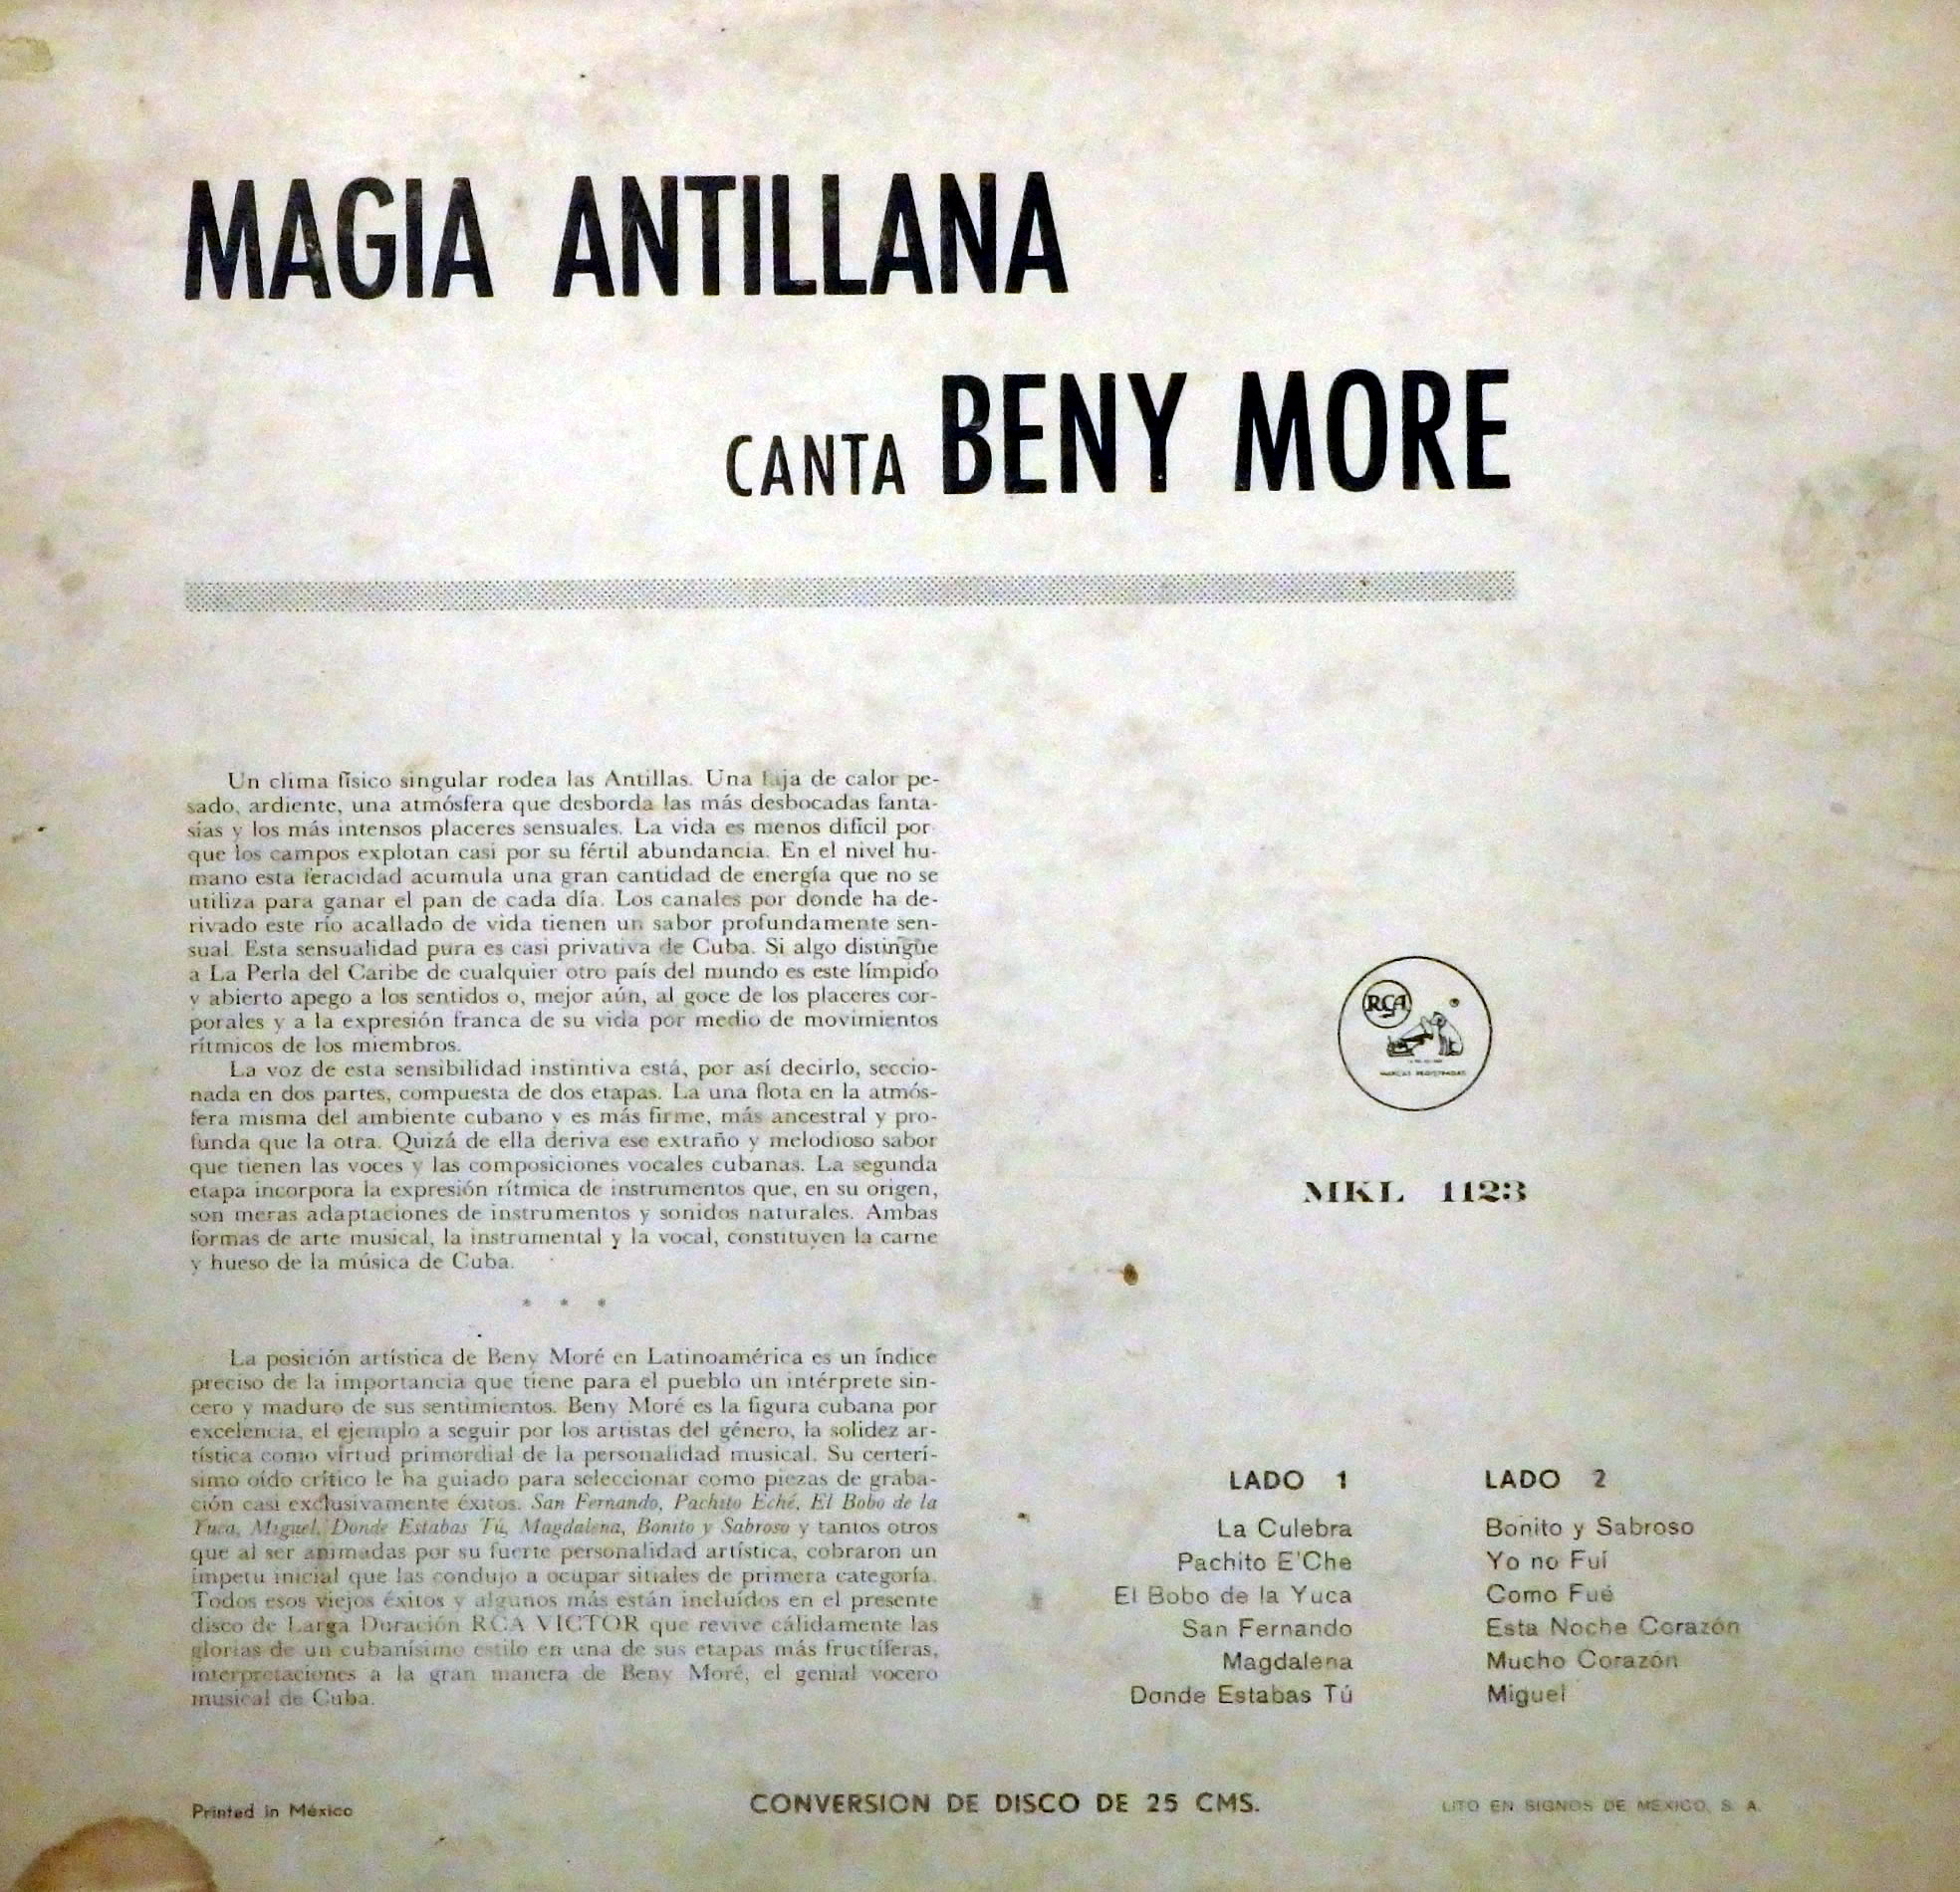 MAGIA ANTILLANA
CANTA BENY MORE
Un clima físico singular rodea las Antillas. Una faja de calor pe-
sado, ardiente, una atmósfera que desborda las más desbocadas fanta-
sías y los más intensos placeres sensuales. La vida es menos difícil por
que los campos explotan casi por su fértil abundancia. En el nivel hu-
mano esta feracidad acumula una gran cantidad de energía que no se
utiliza para ganar el pan de cada día. Los canales por donde ha de-
rivado este río acallado de vida tienen un sabor profundamente sen-
sual. Esta sensualidad pura es casi privativa de Cuba. Si algo distingue
a La Perla del Caribe de cualquier otro país del mundo es este límpido
y abierto apego a los sentidos o, mejor aún, al goce de los placeres cor-
porales y a la expresión franca de su vida por medio de movimientos
rítmicos de los miembros.
La voz de esta sensibilidad instintiva está, por así decirlo, seccio-
nada en dos partes, compuesta de dos etapas. La una flota en la atmós-
fera misma del ambiente cubano y es más firme, más ancestral y pro-
funda que la otra. Quizá de ella deriva ese extraño y melodioso sabor
que tienen las voces y las composiciones vocales cubanas. La segunda
etapa incorpora la expresión rítmica de instrumentos que, en su origen,
son meras adaptaciones de instrumentos y sonidos naturales. Ambas
formas de arte musical, la instrumental y la vocal, constituyen la carne
y hueso de la música de Cuba.
* * *
La posición artística de Beny Moré en Latinoamérica es un índice
preciso de la importancia que tiene para el pueblo un intérprete sin-
cero y maduro de sus sentimientos. Beny Moré es la figura cubana por
excelencia, el ejemplo a seguir por los artistas del género, la solidez ar-
tística como virtud primordial de la personalidad musical. Su certerí-
simo oído crítico le ha guiado para seleccionar como piezas de graba-
ción casi exclusivamente éxitos. San Fernando, Pachito Eché, El Bobo de la
Yuca, Miguel, Donde Estabas Tú, Magdalena, Bonito y Sabroso y tantos otros
que al ser animadas por su fuerte personalidad artística, cobraron un
ímpetu inicial que las condujo a ocupar sitiales de primera categoría.
Todos esos viejos éxitos y algunos más están incluídos en el presente
disco de Larga Duración RCA VICTOR que revive cálidamente las
glorias de un cubanísimo estilo en una de sus etapas más fructíferas,
interpretaciones a la gran manera de Beny Moré, el genial vocero
musical de Cuba.
RCA
MARCAS REGISTRADAS
MKL 1123
LADO 1
La Culebra
Pachito E'Che
El Bobo de la Yuca
San Fernando
Magdalena
Donde Estabas Tú
LADO 2
Bonito y Sabroso
Yo no Fuí
Como Fué
Esta Noche Corazón
Mucho Corazón
Miguel
Printed in México
CONVERSION DE DISCO DE 25 CMS.
LITO EN SIGNOS DE MEXICO, S. A.